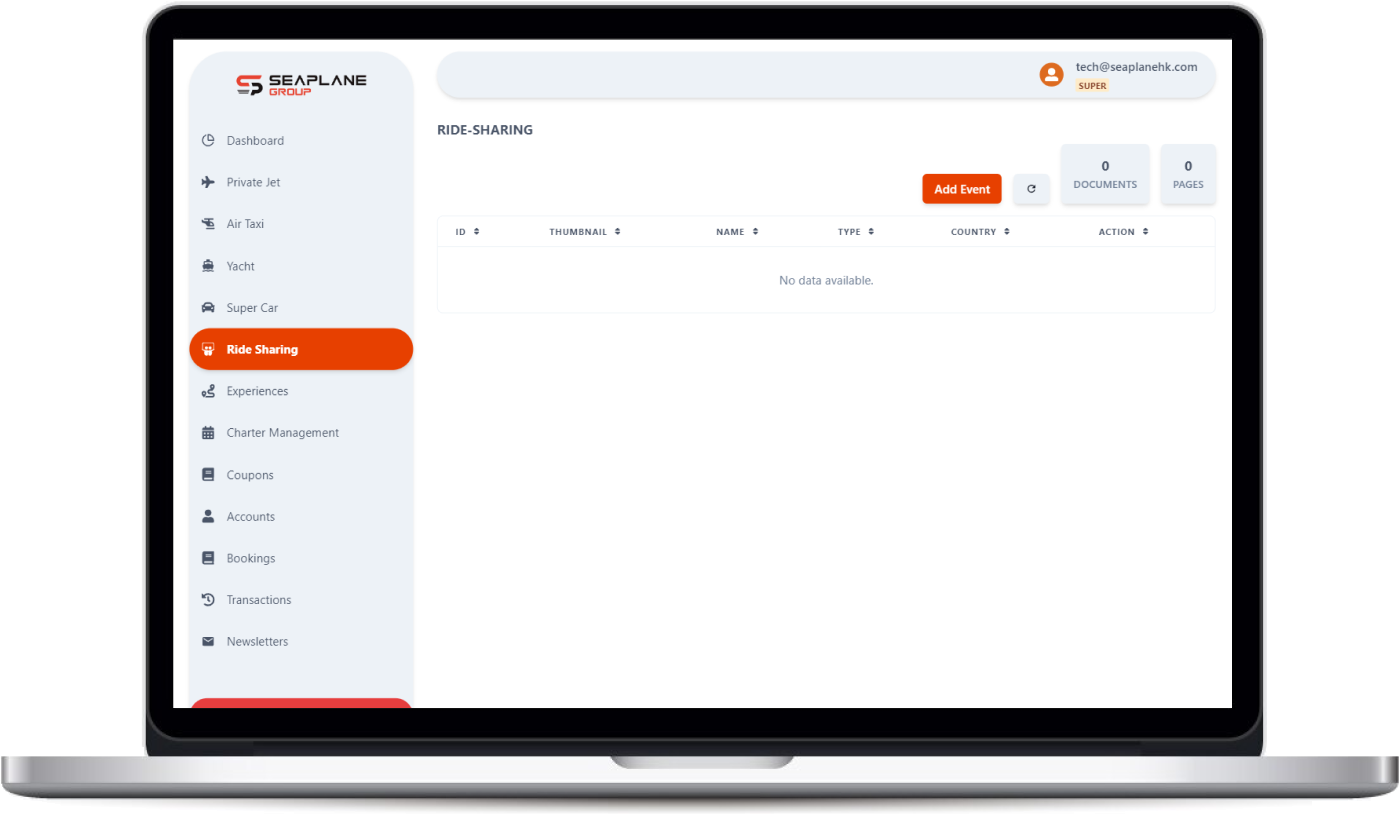 SEAPLANE
GROUP
tech@seaplanehk.com
SUPER
Dashboard
Private Jet
Air Taxi
Yacht
Super Car
Ride Sharing
Experiences
Charter Management
Coupons
Accounts
Bookings
Transactions
Newsletters
RIDE-SHARING
Add Event
0
DOCUMENTS
0
PAGES
ID THUMBNAIL NAME TYPE COUNTRY ACTION
No data available.